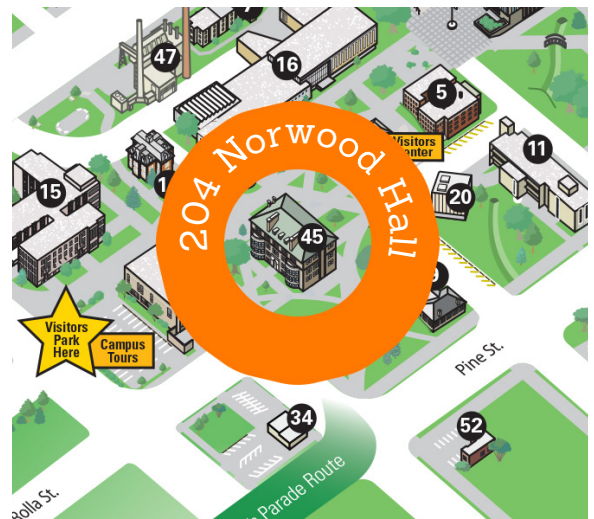 47
16
5
Visitors
11
204 Norwood Hall
15
20
45
Visitors
Park
Here
Campus
Tours
Pine St.
34
52
Parade Route
Rolla St.